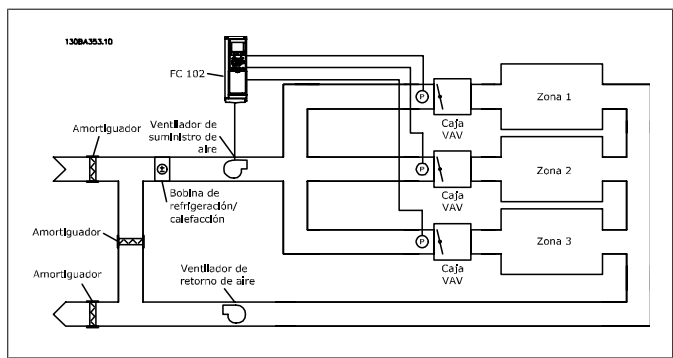 130BA353.10
FC 102
Amortiguador
Ventilador de
suministro de
aire
P
Caja
VAV
Zona 1
Bobina de
refrigeración/
calefacción
P
Caja
VAV
Zona 2
Amortiguador
P
Caja
VAV
Zona 3
Amortiguador
Ventilador de
retorno de aire